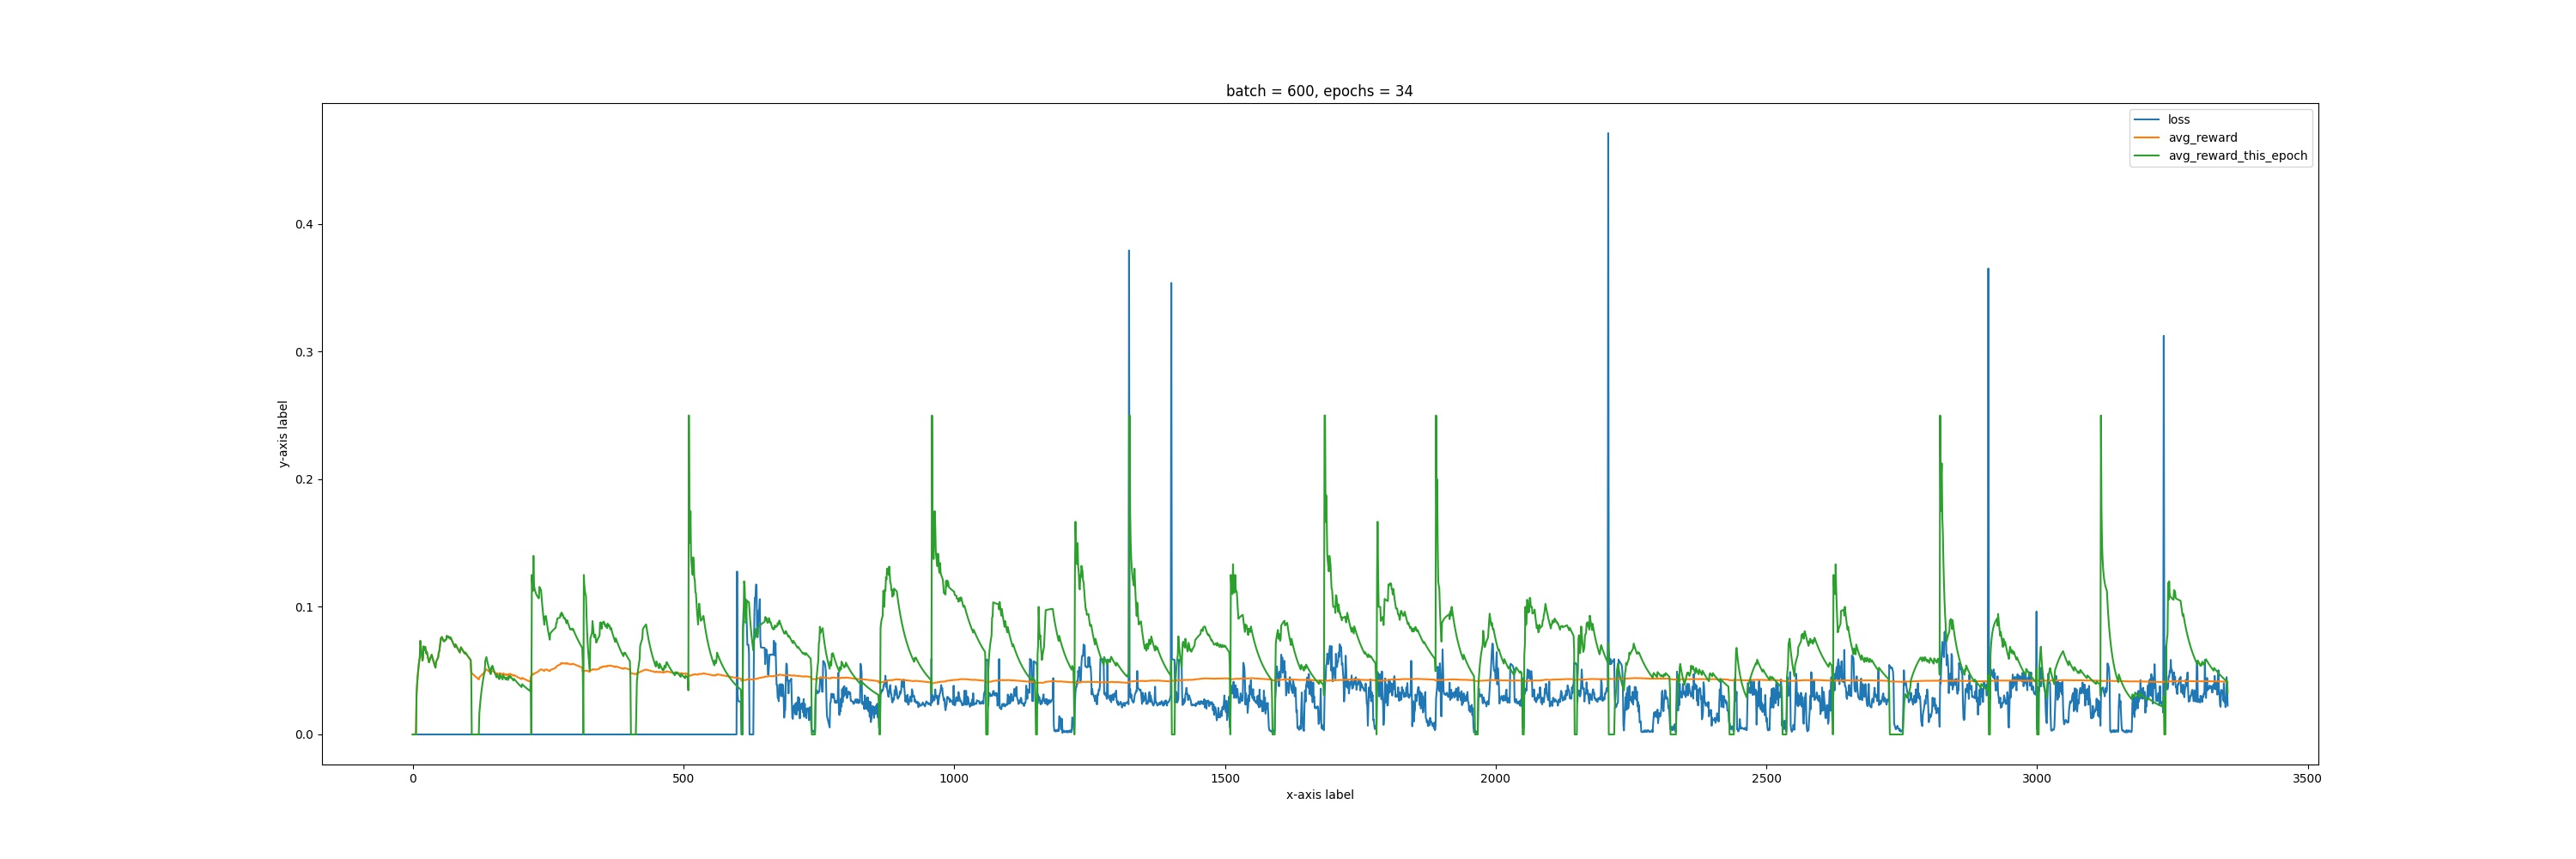 batch = 600, epochs = 34
loss
avg_reward
avg_reward_this_epoch
y-axis label
0.4
0.3
0.2
0.1
0.0
0 500 1000 1500 2000 2500 3000 3500
x-axis label